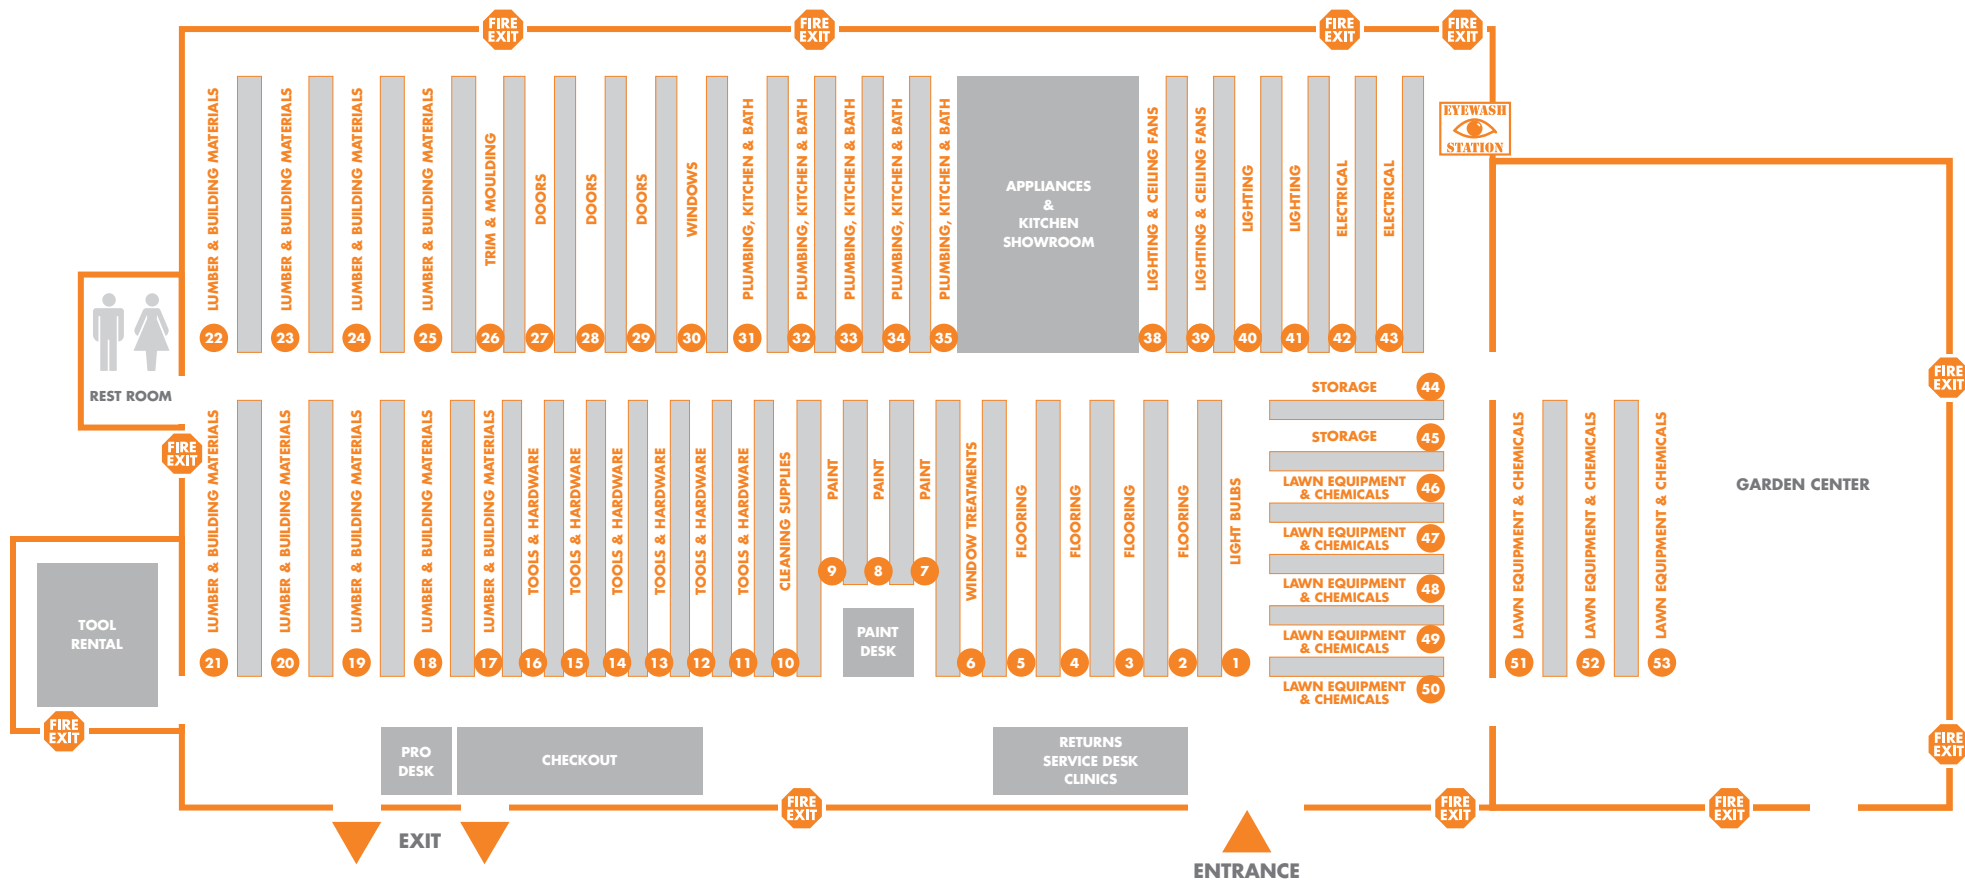 FIRE
EXIT
FIRE
EXIT
FIRE
EXIT
FIRE
EXIT
EYEWASH
STATION
LUMBER & BUILDING MATERIALS
22
LUMBER & BUILDING MATERIALS
23
LUMBER & BUILDING MATERIALS
24
LUMBER & BUILDING MATERIALS
25
TRIM & MOULDING
26
DOORS
27
DOORS
28
DOORS
29
WINDOWS
30
PLUMBING, KITCHEN & BATH
31
PLUMBING, KITCHEN & BATH
32
PLUMBING, KITCHEN & BATH
33
PLUMBING, KITCHEN & BATH
34
PLUMBING, KITCHEN & BATH
35
APPLIANCES
&
KITCHEN
SHOWROOM
LIGHTING & CEILING FANS
38
LIGHTING & CEILING FANS
39
LIGHTING
40
LIGHTING
41
ELECTRICAL
42
ELECTRICAL
43
REST ROOM
FIRE
EXIT
FIRE
EXIT
LUMBER & BUILDING MATERIALS
21
LUMBER & BUILDING MATERIALS
20
LUMBER & BUILDING MATERIALS
19
LUMBER & BUILDING MATERIALS
18
LUMBER & BUILDING MATERIALS
17
TOOLS & HARDWARE
16
TOOLS & HARDWARE
15
TOOLS & HARDWARE
14
TOOLS & HARDWARE
13
TOOLS & HARDWARE
12
TOOLS & HARDWARE
11
CLEANING SUPPLIES
10
PAINT
9
PAINT
8
PAINT
7
PAINT
DESK
WINDOW TREATMENTS
6
FLOORING
5
FLOORING
4
FLOORING
3
FLOORING
2
LIGHT BULBS
1
STORAGE 44
STORAGE 45
LAWN EQUIPMENT
& CHEMICALS
46
LAWN EQUIPMENT
& CHEMICALS
47
LAWN EQUIPMENT
& CHEMICALS
48
LAWN EQUIPMENT
& CHEMICALS
49
LAWN EQUIPMENT
& CHEMICALS
50
LAWN EQUIPMENT & CHEMICALS
51
LAWN EQUIPMENT & CHEMICALS
52
LAWN EQUIPMENT & CHEMICALS
53
GARDEN CENTER
TOOL
RENTAL
FIRE
EXIT
PRO
DESK
CHECKOUT
RETURNS
SERVICE DESK
CLINICS
FIRE
EXIT
FIRE
EXIT
FIRE
EXIT
FIRE
EXIT
EXIT
ENTRANCE